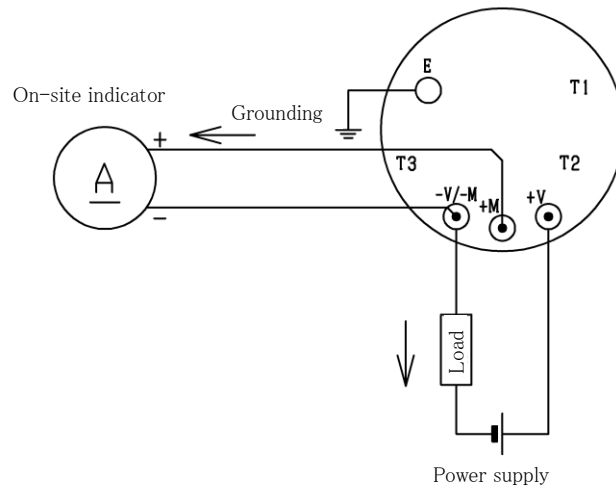 E
T1
On-site indicator
Grounding
+
T3
T2
A
-V/-M
+M
+V
−
Load
Power supply